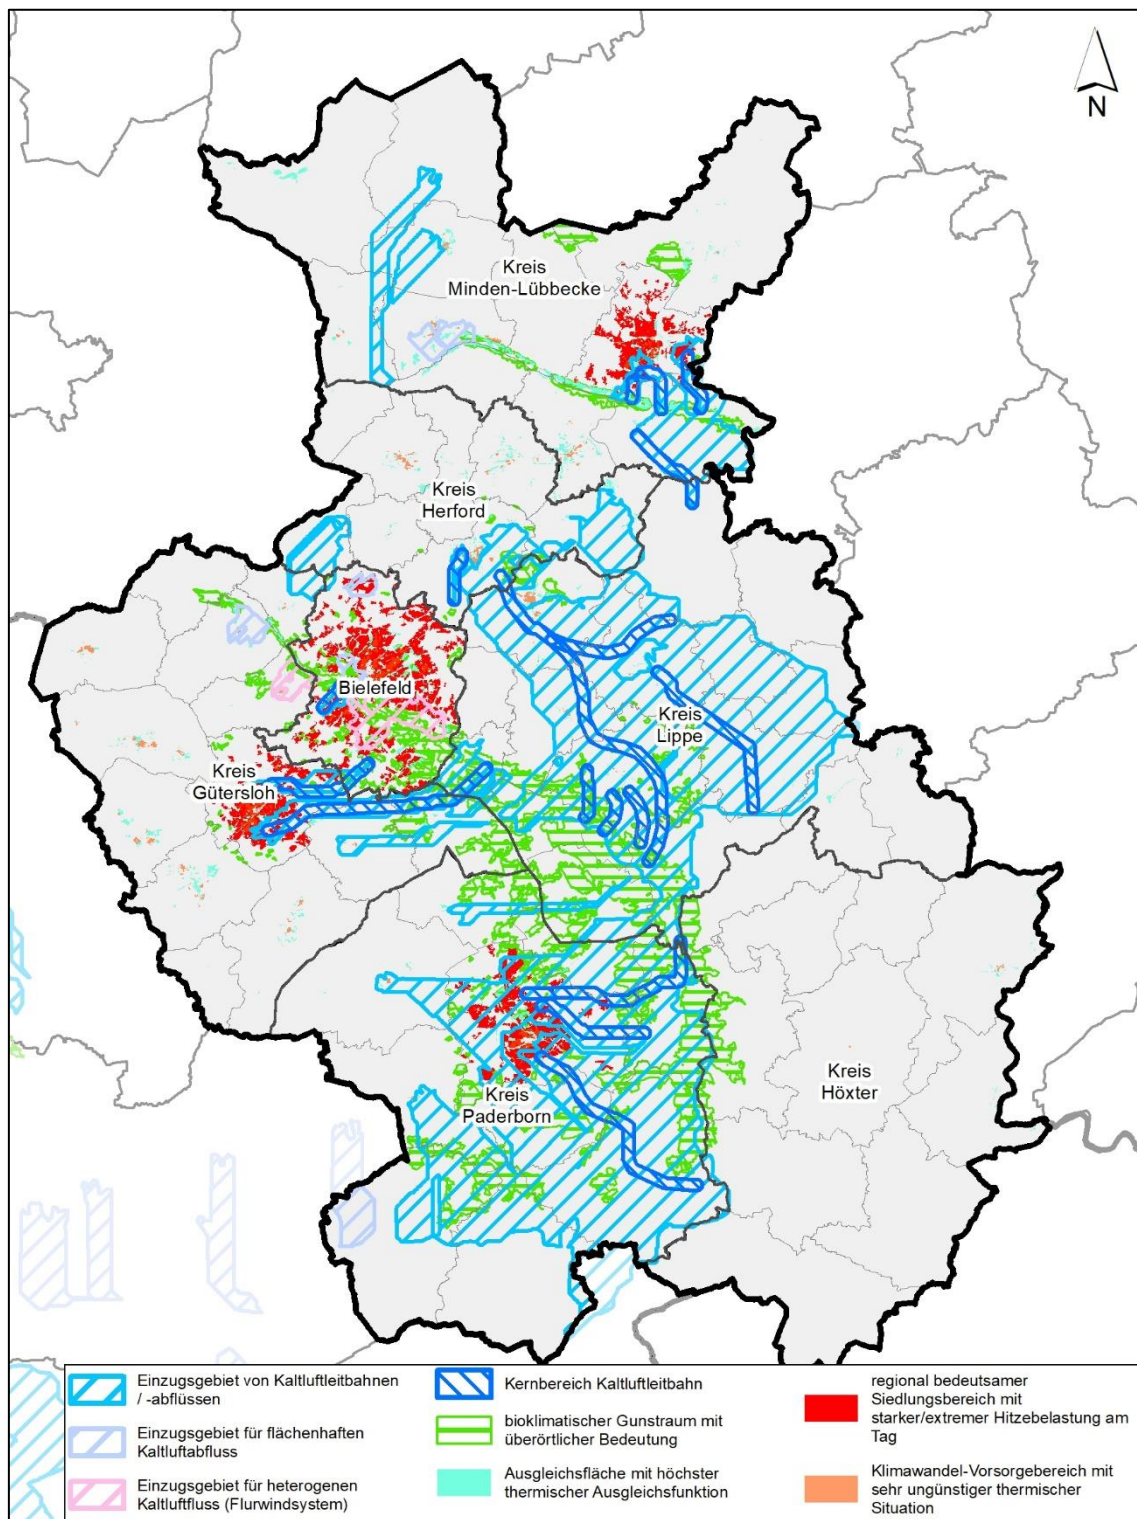 N
Kreis
Minden-Lübbecke
Kreis
Herford
Bielefeld
Kreis
Lippe
Kreis
Gütersloh
Kreis
Paderborn
Kreis
Höxter
Einzugsgebiet von Kaltluftleitbahnen
/ -abflüssen
Einzugsgebiet für flächenhaften
Kaltluftabfluss
Einzugsgebiet für heterogenen
Kaltluftfluss (Flurwindsystem)
Kernbereich Kaltluftleitbahn
bioklimatischer Gunstraum mit
überörtlicher Bedeutung
Ausgleichsfläche mit höchster
thermischer Ausgleichsfunktion
regional bedeutsamer
Siedlungsbereich mit
starker/extremer Hitzebelastung am
Tag
Klimawandel-Vorsorgebereich mit
sehr ungünstiger thermischer
Situation